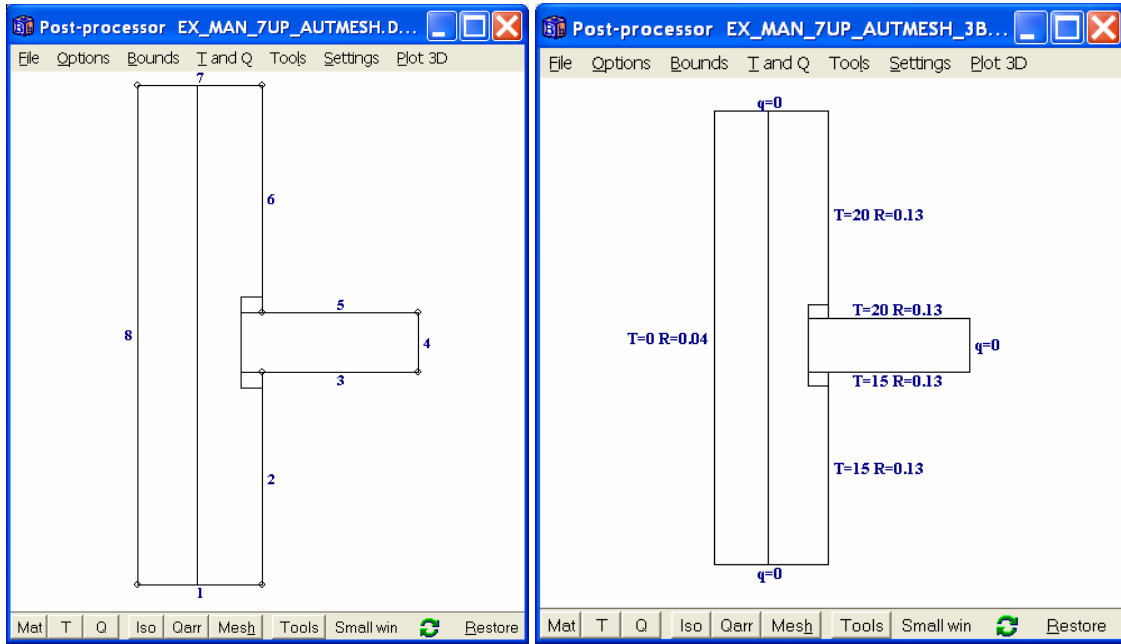 Post-processor EX_MAN_7UP_AUTMESH.D...
File Options Bounds T and Q Tools Settings Plot 3D
7
6
5
8
4
3
2
1
Mat T Q Iso Qarr Mesh Tools Small win Restore
Post-processor EX_MAN_7UP_AUTMESH_3B...
File Options Bounds T and Q Tools Settings Plot 3D
q=0
T=20 R=0.13
T=20 R=0.13
T=0 R=0.04
q=0
T=15 R=0.13
T=15 R=0.13
q=0
Mat T Q Iso Qarr Mesh Tools Small win Restore